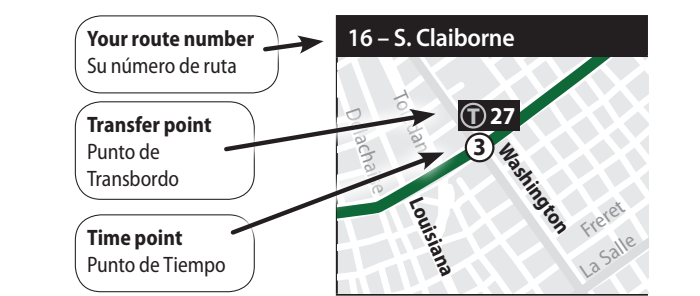 Your route number
Su número de ruta
Transfer point
Punto de
Transbordo
Time point
Punto de Tiempo
16 – S. Claiborne
T 27
3
Washington
Louisiana
Freret
La Salle